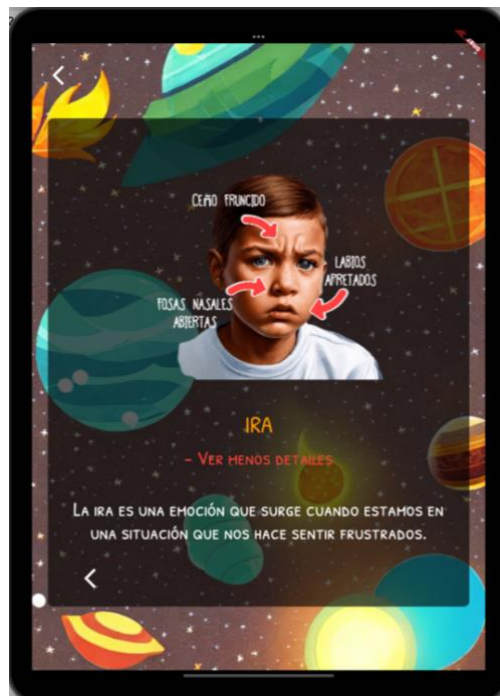 CEÑO FRUNCIDO
LABIOS
APRETADOS
FOSAS NASALES
ABIERTAS
IRA
- VER MENOS DETALLES
LA IRA ES UNA EMOCIÓN QUE SURGE CUANDO ESTAMOS EN
UNA SITUACIÓN QUE NOS HACE SENTIR FRUSTRADOS.